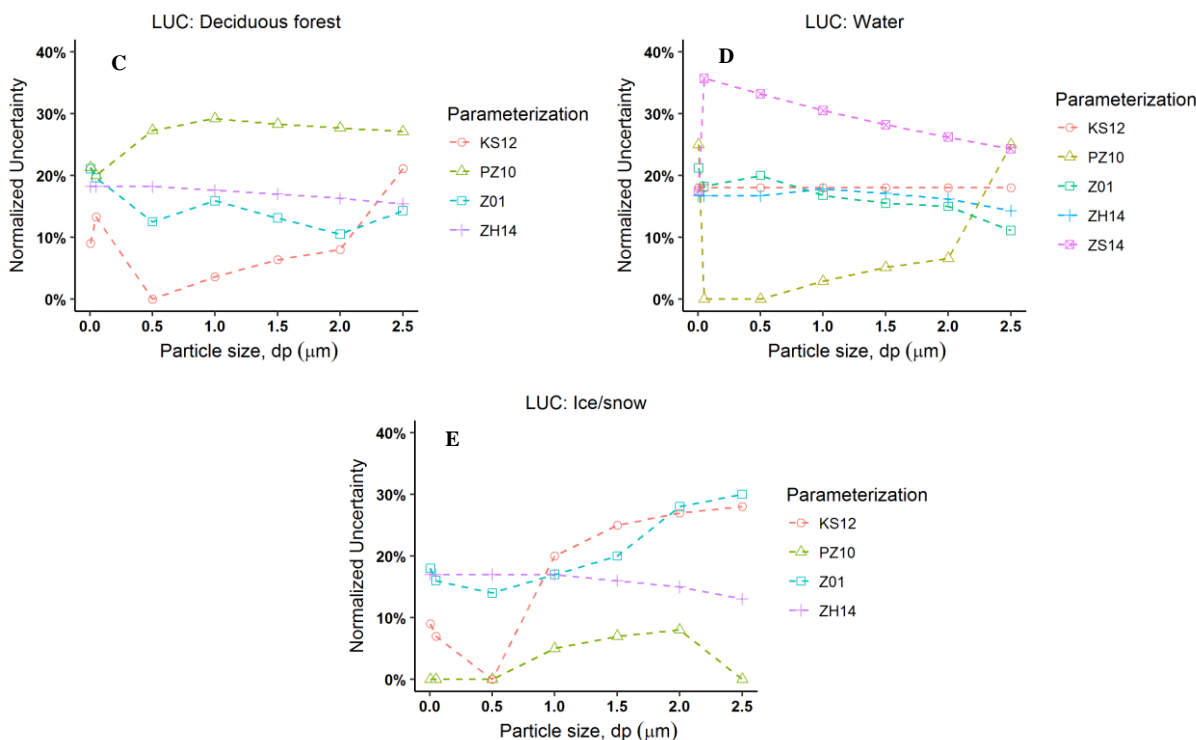 LUC: Deciduous forest
C
Normalized Uncertainty
40%
30%
20%
10%
0%
0.0 0.5 1.0 1.5 2.0 2.5
Particle size, dp (μm)
Parameterization
KS12
PZ10
Z01
ZH14
LUC: Water
D
Normalized Uncertainty
40%
30%
20%
10%
0%
0.0 0.5 1.0 1.5 2.0 2.5
Particle size, dp (μm)
Parameterization
KS12
PZ10
Z01
ZH14
ZS14
LUC: Ice/snow
E
Normalized Uncertainty
40%
30%
20%
10%
0%
0.0 0.5 1.0 1.5 2.0 2.5
Particle size, dp (μm)
Parameterization
KS12
PZ10
Z01
ZH14